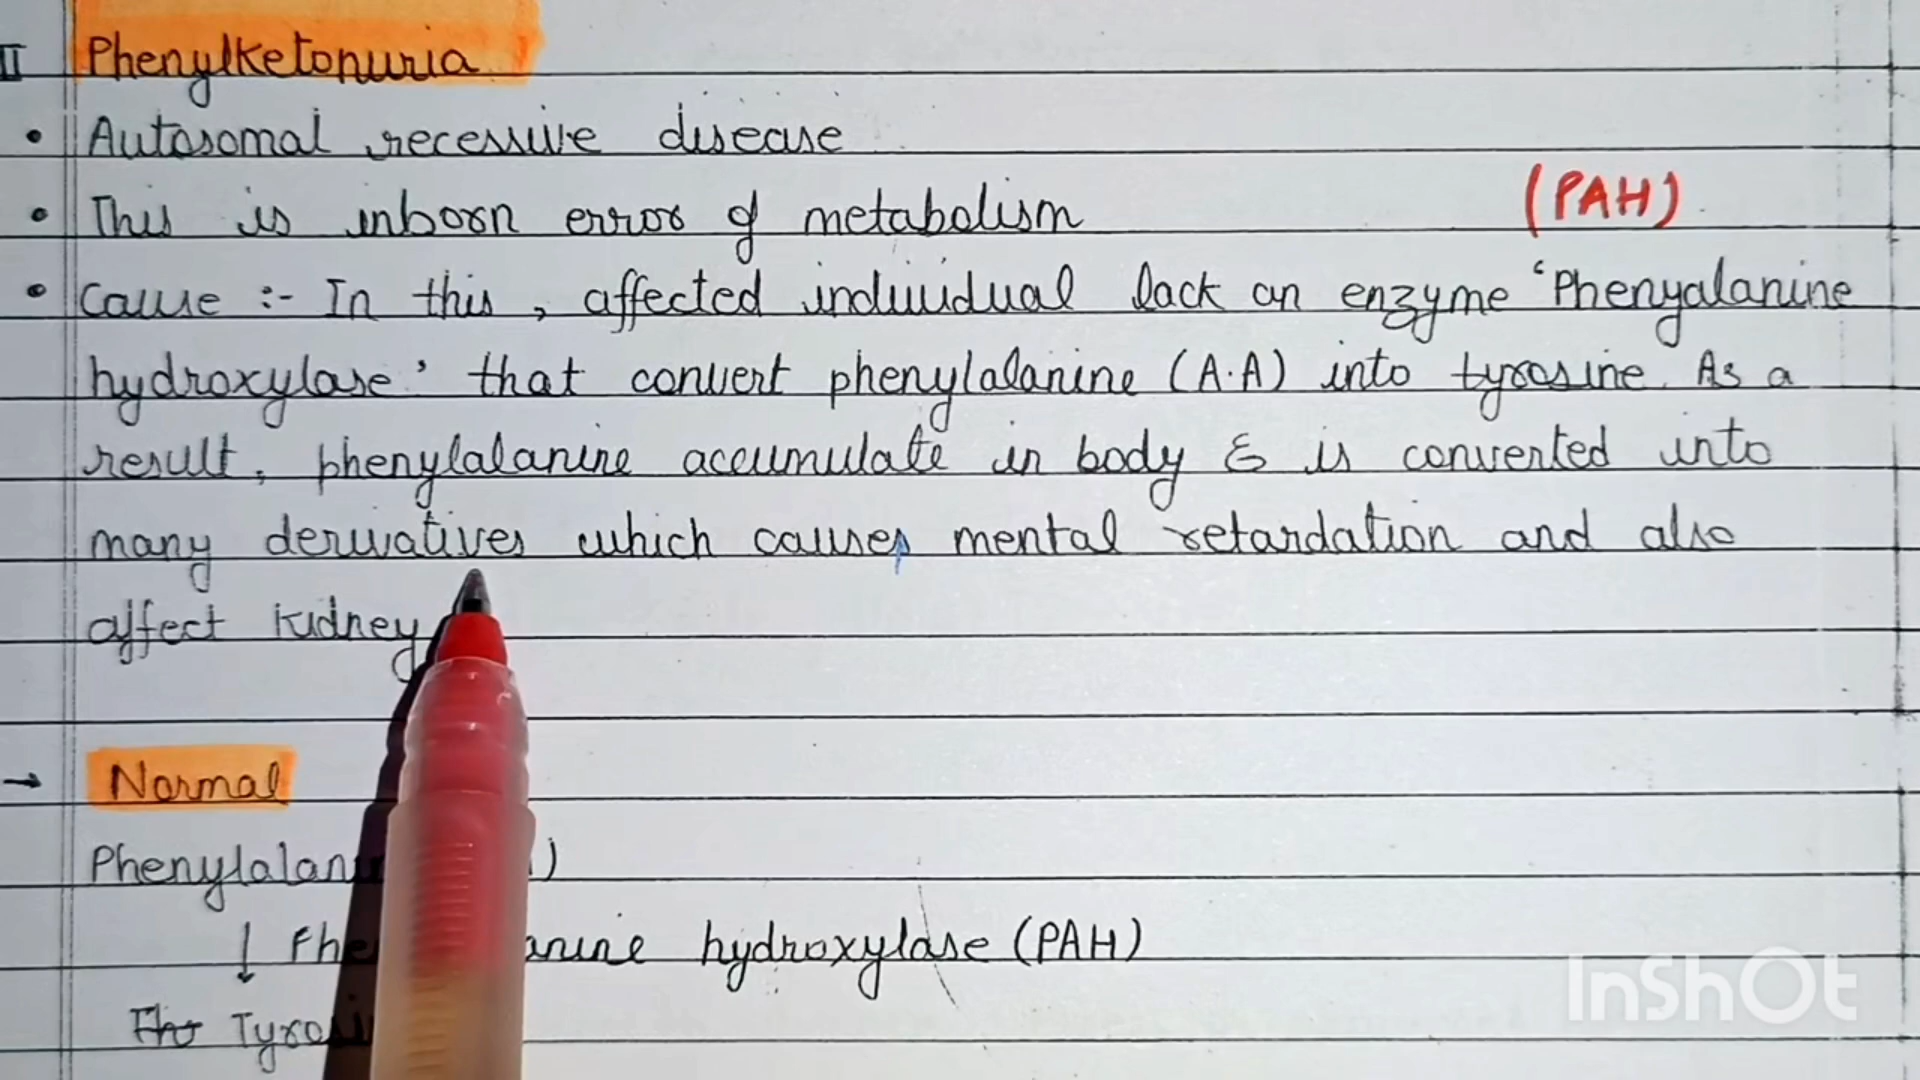 II Phenylketonuria
• Autosomal recessive disease
• This is inborn error of metabolism
(PAH)
• Cause :- In this, affected individual lack an enzyme 'Phenyalanine
hydroxylase' that convert phenylalanine (A.A) into tyrosine. As a
result, phenylalanine accumulate in body & is converted into
many derivatives which causes mental retardation and also
affect kidney
→ Normal
hydroxylase (PAH)
InShOt